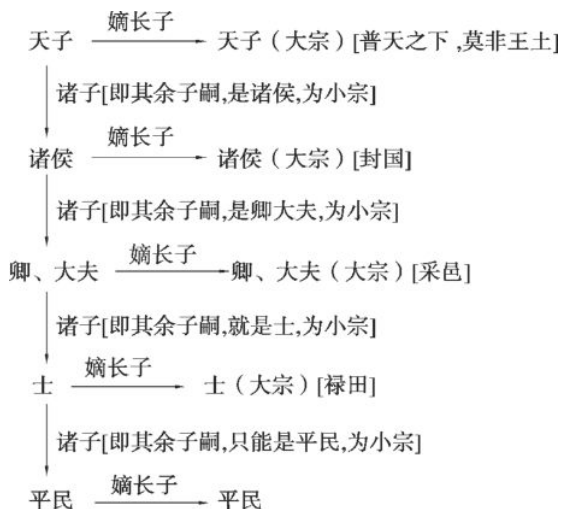 嫡长子
天子 天子(大宗)[普天之下,莫非王土]
诸子[即其余子嗣,是诸侯,为小宗]
嫡长子
诸侯 诸侯(大宗)[封国]
诸子[即其余子嗣,是卿大夫,为小宗]
嫡长子
卿、大夫 卿、大夫(大宗)[采邑]
诸子[即其余子嗣,就是士,为小宗]
嫡长子
士 士(大宗)[禄田]
诸子[即其余子嗣,只能是平民,为小宗]
嫡长子
平民 平民